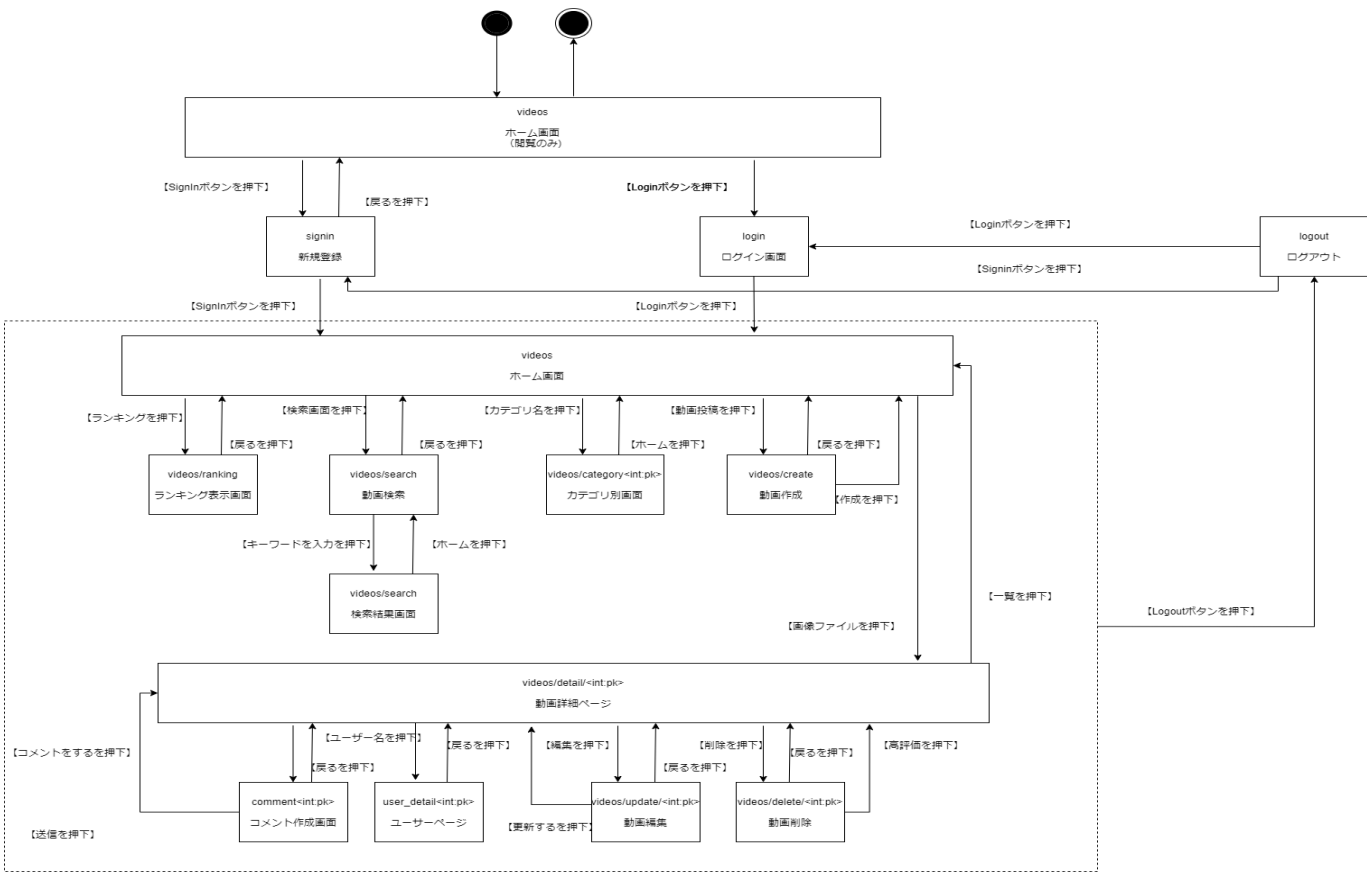 videos
ホーム画面
（閲覧のみ）
【SignInボタンを押下】
【戻るを押下】
【Loginボタンを押下】
signin
新規登録
login
ログイン画面
【Loginボタンを押下】
【Signinボタンを押下】
logout
ログアウト
【SignInボタンを押下】
【Loginボタンを押下】
videos
ホーム画面
【ランキングを押下】
【戻るを押下】
【検索画面を押下】
【戻るを押下】
【カテゴリ名を押下】
【ホームを押下】
【動画投稿を押下】
【戻るを押下】
videos/ranking
ランキング表示画面
videos/search
動画検索
videos/category<int:pk>
カテゴリ別画面
videos/create
動画作成
【作成を押下】
【キーワードを入力を押下】
【ホームを押下】
videos/search
検索結果画面
【一覧を押下】
【Logoutボタンを押下】
【画像ファイルを押下】
videos/detail/<int:pk>
動画詳細ページ
【コメントをするを押下】
【戻るを押下】
【ユーザー名を押下】
【戻るを押下】
【編集を押下】
【戻るを押下】
【削除を押下】
【戻るを押下】
【高評価を押下】
comment<int:pk>
コメント作成画面
user_detail<int:pk>
ユーサーページ
videos/update/<int:pk>
動画編集
videos/delete/<int:pk>
動画削除
【送信を押下】
【更新するを押下】